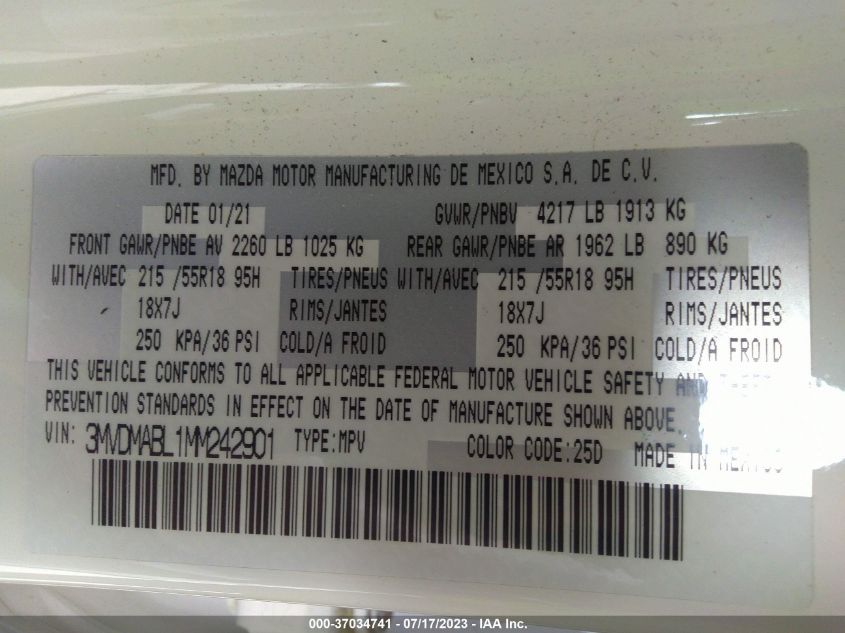 MFD. BY MAZDA MOTOR MANUFACTURING DE MEXICO S.A. DE C.V.
DATE 01/21 GVWR/PNBV 4217 LB 1913 KG
FRONT GAWR/PNBE AV 2260 LB 1025 KG REAR GAWR/PNBE AR 1962 LB 890 KG
WITH/AVEC 215 /55R18 95H TIRES/PNEUS WITH/AVEC 215 /55R18 95H TIRES/PNEUS
18X7J RIMS/JANTES 18X7J RIMS/JANTES
250 KPA/36 PSI COLD/A FROID 250 KPA/36 PSI COLD/A FROID
THIS VEHICLE CONFORMS TO ALL APPLICABLE FEDERAL MOTOR VEHICLE SAFETY AND THEFT
PREVENTION STANDARDS IN EFFECT ON THE DATE OF MANUFACTURE SHOWN ABOVE.
VIN: 3MVDMABL1MM242901 TYPE:MPV COLOR CODE:25D MADE IN MEXICO
000-37034741 - 07/17/2023 - IAA Inc.